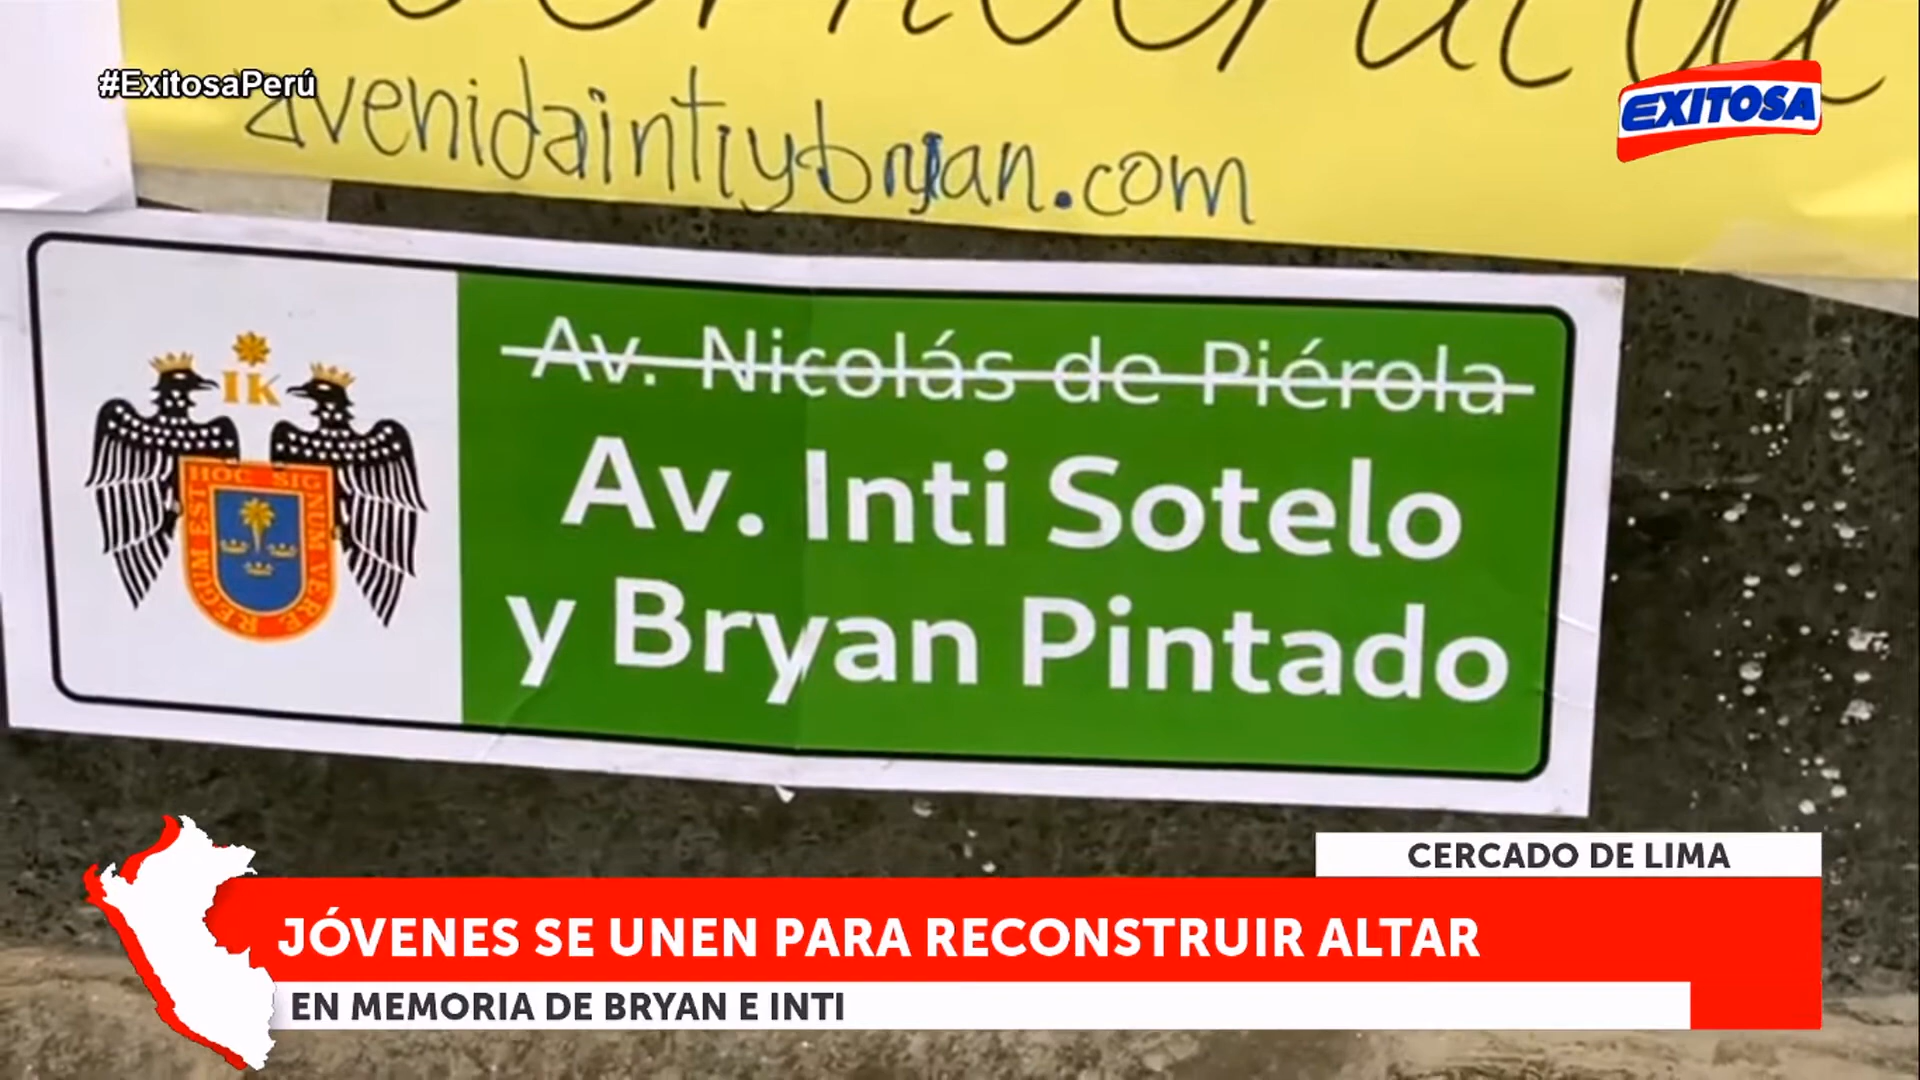 #ExitosaPerú
EXITOSA
avenidaintiybryan.com
Av. Nicolás de Piérola
Av. Inti Sotelo
y Bryan Pintado
IK
HOC SIGNUM VERE REGUM EST
CERCADO DE LIMA
JÓVENES SE UNEN PARA RECONSTRUIR ALTAR
EN MEMORIA DE BRYAN E INTI